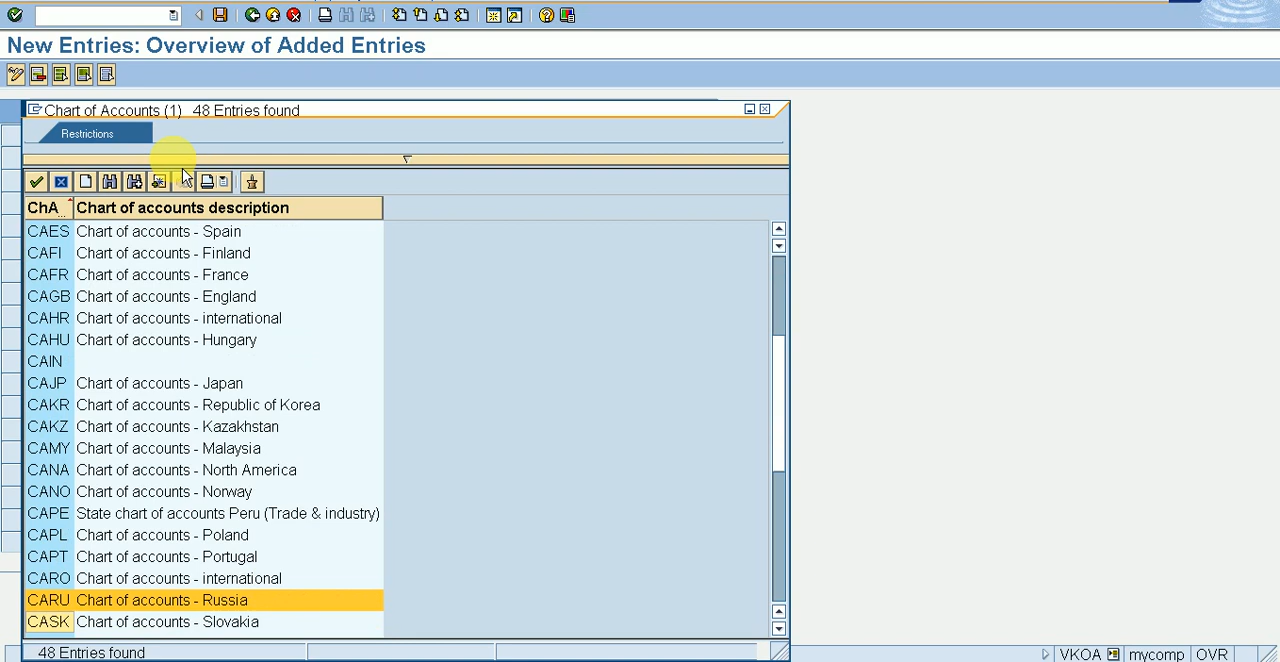 New Entries: Overview of Added Entries
Chart of Accounts (1) 48 Entries found
Restrictions
ChA.. Chart of accounts description
CAES Chart of accounts - Spain
CAFI Chart of accounts - Finland
CAFR Chart of accounts - France
CAGB Chart of accounts - England
CAHR Chart of accounts - international
CAHU Chart of accounts - Hungary
CAIN
CAJP Chart of accounts - Japan
CAKR Chart of accounts - Republic of Korea
CAKZ Chart of accounts - Kazakhstan
CAMY Chart of accounts - Malaysia
CANA Chart of accounts - North America
CANO Chart of accounts - Norway
CAPE State chart of accounts Peru (Trade & industry)
CAPL Chart of accounts - Poland
CAPT Chart of accounts - Portugal
CARO Chart of accounts - international
CARU Chart of accounts - Russia
CASK Chart of accounts - Slovakia
48 Entries found
VKOA mycomp OVR